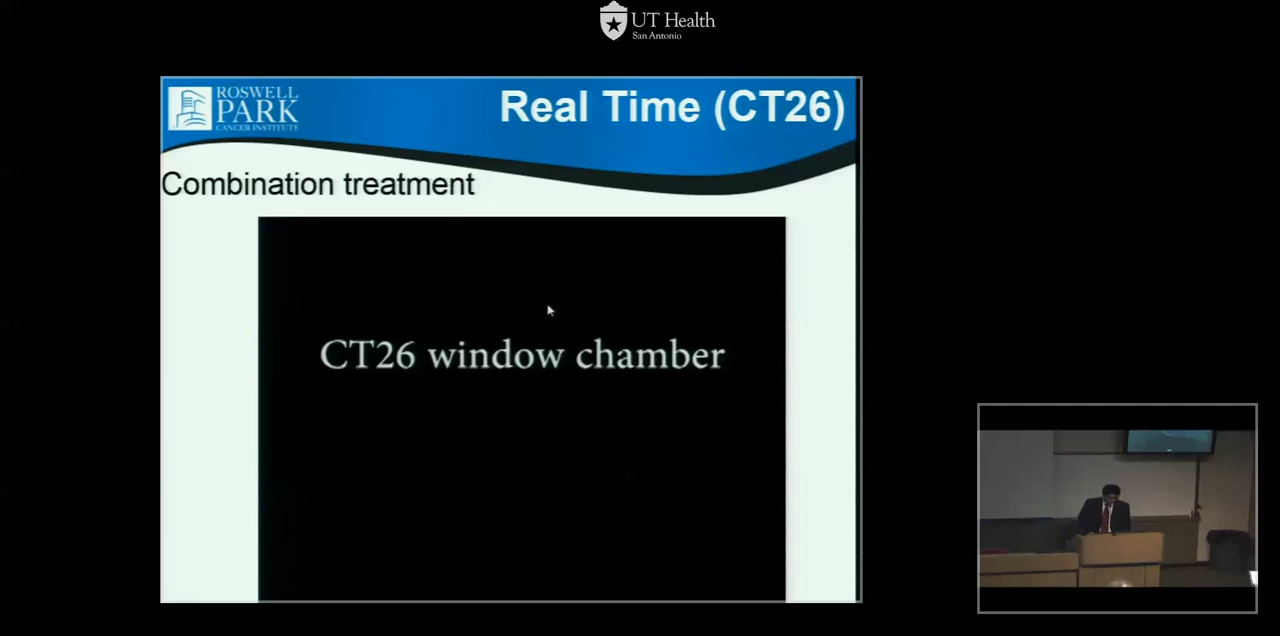 UT Health
San Antonio
ROSWELL
PARK
CANCER INSTITUTE
Real Time (CT26)
Combination treatment
CT26 window chamber